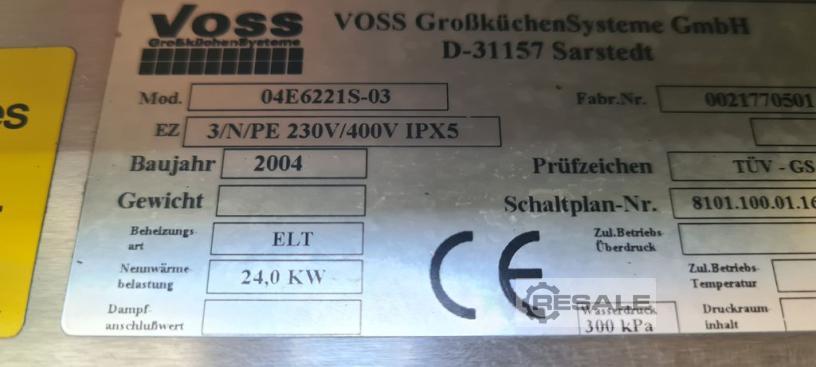 Voss
GroßküchenSysteme
VOSS GroßküchenSysteme GmbH
D-31157 Sarstedt
Mod. 04E6221S-03 Fabr.Nr. 0021770501
EZ 3/N/PE 230V/400V IPX5
Baujahr 2004 Prüfzeichen TÜV - GS
Gewicht Schaltplan-Nr. 8101.100.01.16
Beheizungs- Zul.Betriebs-
art ELT Überdruck
Nennwärme- Zul.Betriebs-
belastung 24,0 KW Temperatur
CE
RESALE
Dampf- Wasserdruck Druckraum-
anschlußwert 300 kPa inhalt
es